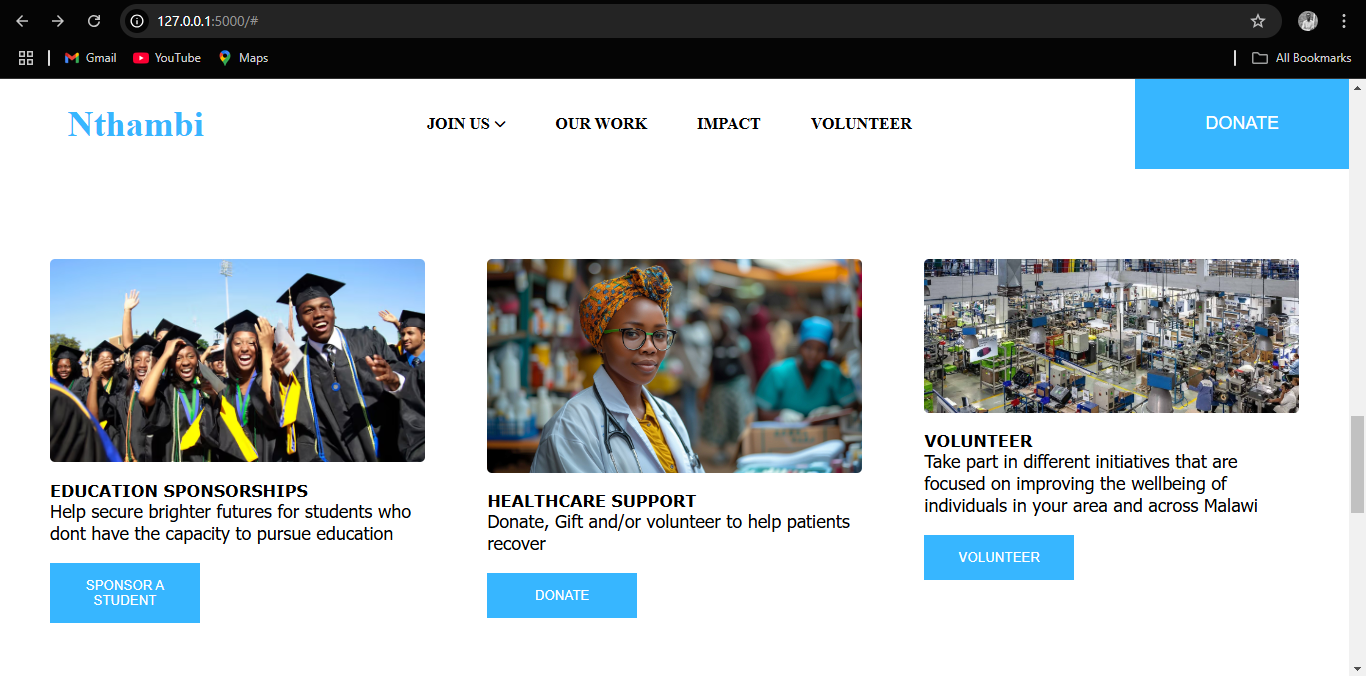 127.0.0.1:5000/#
Gmail
YouTube
Maps
All Bookmarks
Nthambi
JOIN US
OUR WORK
IMPACT
VOLUNTEER
DONATE
EDUCATION SPONSORSHIPS
Help secure brighter futures for students who
dont have the capacity to pursue education
SPONSOR A
STUDENT
HEALTHCARE SUPPORT
Donate, Gift and/or volunteer to help patients
recover
DONATE
VOLUNTEER
Take part in different initiatives that are
focused on improving the wellbeing of
individuals in your area and across Malawi
VOLUNTEER